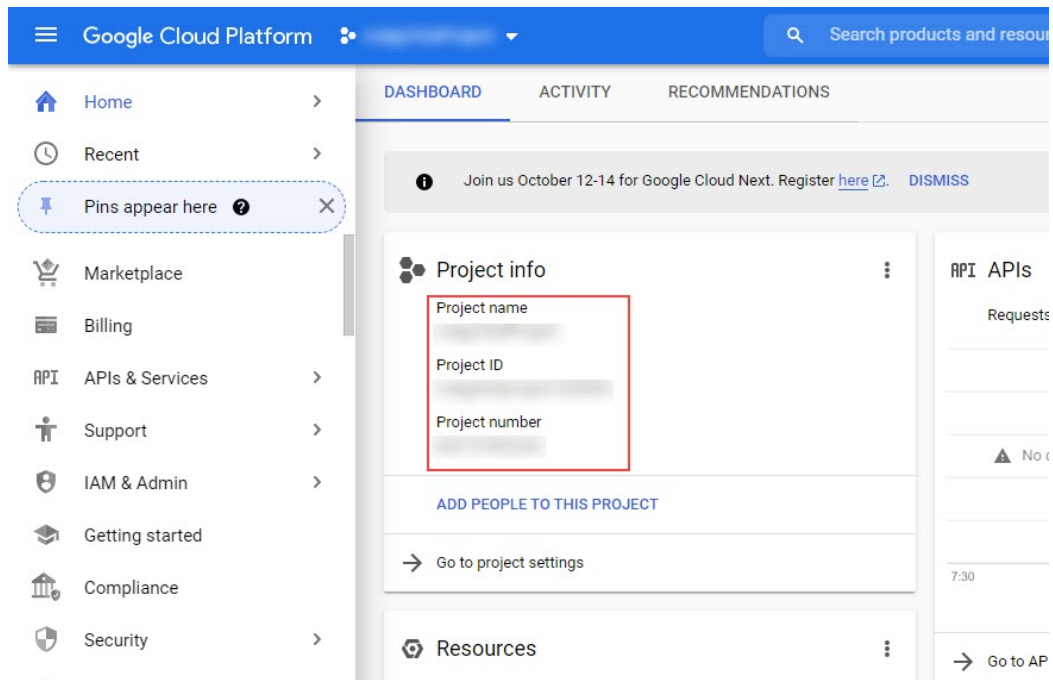 Google Cloud Platform
Search products and resour
Home
Recent
Pins appear here
Marketplace
Billing
API APIs & Services
Support
IAM & Admin
Getting started
Compliance
Security
DASHBOARD ACTIVITY RECOMMENDATIONS
Join us October 12-14 for Google Cloud Next. Register here. DISMISS
Project info
Project name
Project ID
Project number
ADD PEOPLE TO THIS PROJECT
Go to project settings
Resources
API APIs
Requests
No
7:30
Go to AP